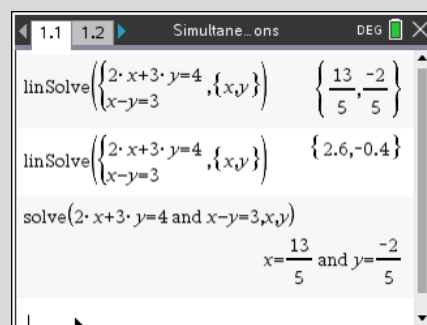 1.1 1.2 Simultane...ons DEG
linSolve({2·x+3·y=4 x−y=3 ,{x,y}) {13/5, -2/5}
linSolve({2·x+3·y=4 x−y=3 ,{x,y}) {2.6,-0.4}
solve(2·x+3·y=4 and x−y=3,x,y)
x=13/5 and y=-2/5